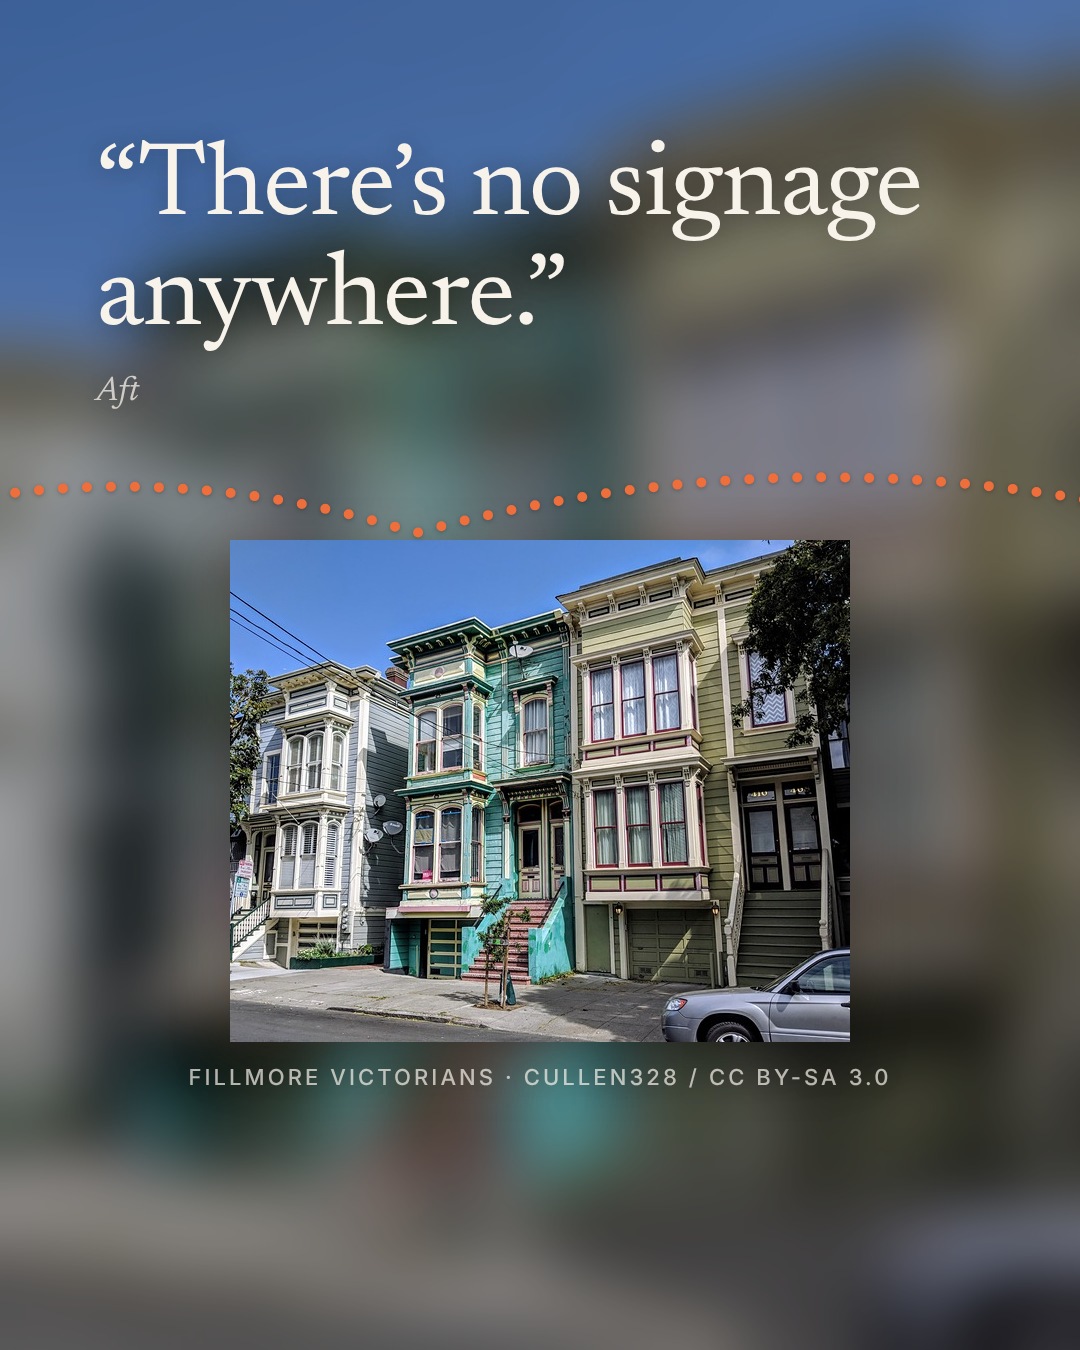 “There’s no signage
anywhere.”
Aft
FILLMORE VICTORIANS · CULLEN328 / CC BY-SA 3.0